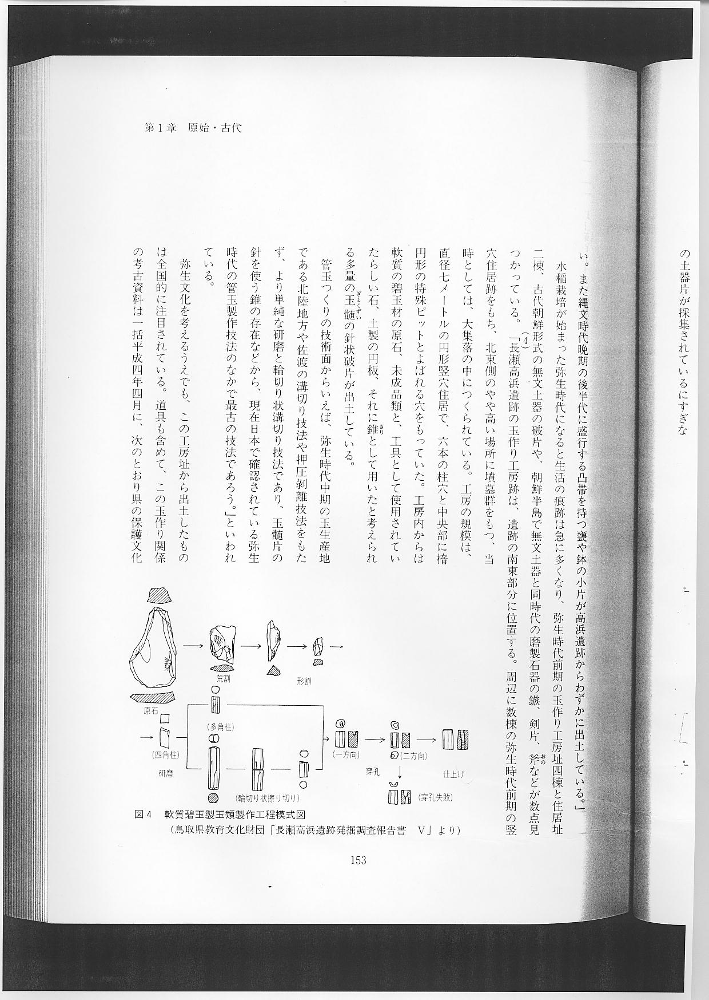 第1章　原始・古代
の土器片が採集されているにすぎな
い。また縄文時代晩期の後半代に盛行する凸帯を持つ甕や鉢の小片が高浜遺跡からわずかに出土している。」
水稲栽培が始まった弥生時代になると生活の痕跡は急に多くなり、弥生時代前期の玉作り工房址四棟と住居址
二棟、古代朝鮮形式の無文土器の破片や、朝鮮半島で無文土器と同時代の磨製石器の鏃、剣片、斧などが数点見
おの
つかっている。「長瀬高浜遺跡の玉作り工房跡は、遺跡の南東部分に位置する。周辺に数棟の弥生時代前期の竪
(4)
穴住居跡をもち、北東側のやや高い場所に墳墓群をもつ、当
時としては、大集落の中につくられている。工房の規模は、
直径七メートルの円形竪穴住居で、六本の柱穴と中央部に楕
円形の特殊ピットとよばれる穴をもっていた。工房内からは
軟質の碧玉材の原石、未成品類と、工具として使用されてい
たらしい石、土製の円板、それに錐として用いたと考えられ
きり
る多量の玉髄の針状破片が出土している。
ぎょくずい
管玉つくりの技術面からいえば、弥生時代中期の玉生産地
である北陸地方や佐渡の溝切り技法や押圧剥離技法をもた
ず、より単純な研磨と輪切り状溝切り技法であり、玉髄片の
針を使う錐の存在などから、現在日本で確認されている弥生
時代の管玉製作技法のなかで最古の技法であろう。」といわれ
ている。
弥生文化を考えるうえでも、この工房址から出土したもの
は全国的に注目されている。道具も含めて、この玉作り関係
の考古資料は一括平成四年四月に、次のとおり県の保護文化
荒割
形割
原石
(多角柱)
(四角柱)
(一方向)
(二方向)
研磨
穿孔
仕上げ
(輪切り状擦り切り)
(穿孔失敗)
図4　軟質碧玉製玉類製作工程模式図
(鳥取県教育文化財団「長瀬高浜遺跡発掘調査報告書　V」より)
153